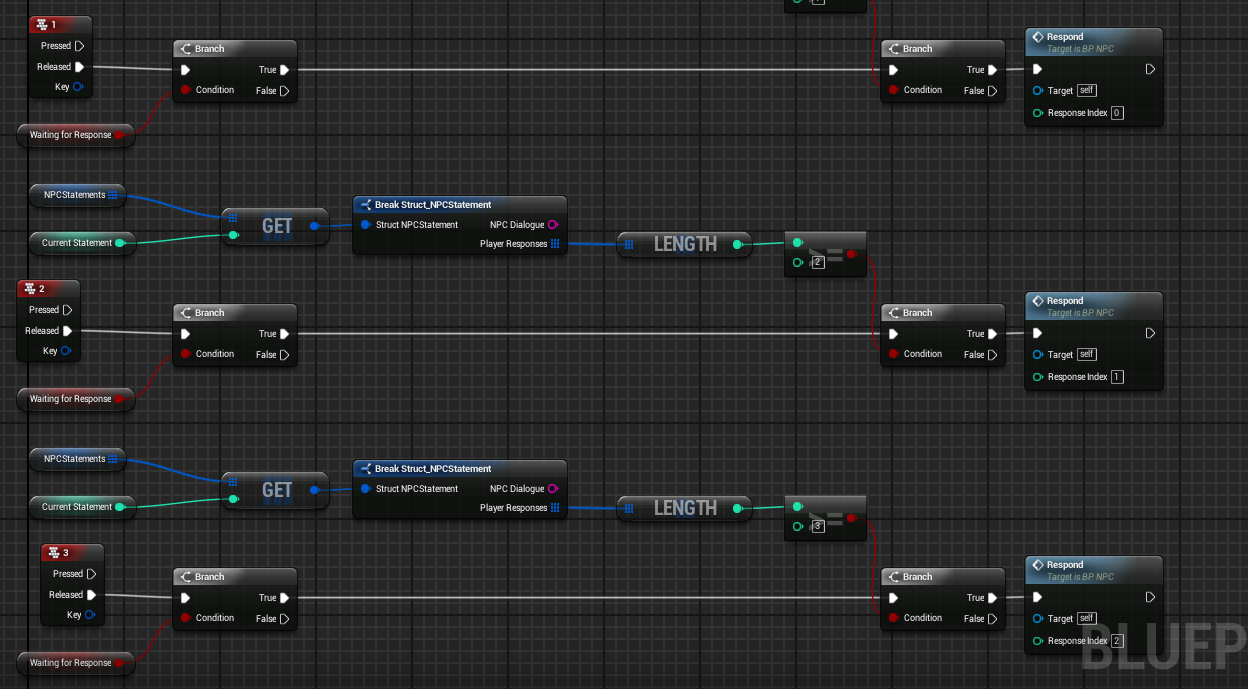 1
Pressed
Released
Key
Branch
True
Condition
False
Branch
True
Condition
False
Respond
Target is BP NPC
Target self
Response Index 0
Waiting for Response
NPCStatements
Current Statement
GET
Break Struct_NPCStatement
Struct NPCStatement
NPC Dialogue
Player Responses
LENGTH
>=
2
2
Pressed
Released
Key
Branch
True
Condition
False
Branch
True
Condition
False
Respond
Target is BP NPC
Target self
Response Index 1
Waiting for Response
NPCStatements
Current Statement
GET
Break Struct_NPCStatement
Struct NPCStatement
NPC Dialogue
Player Responses
LENGTH
>=
3
3
Pressed
Released
Key
Branch
True
Condition
False
Branch
True
Condition
False
Respond
Target is BP NPC
Target self
Response Index 2
Waiting for Response
BLUEP